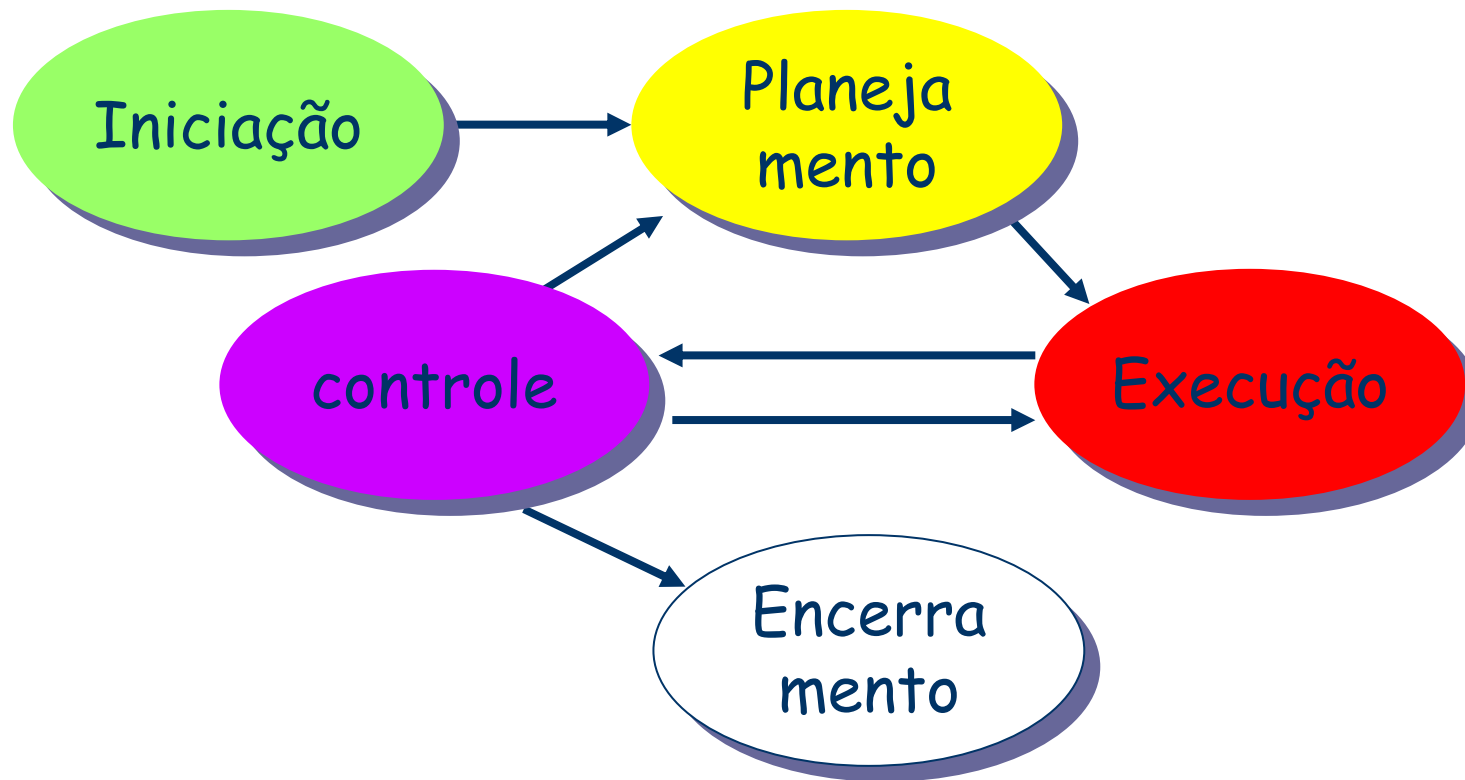 Iniciação
Planeja
mento
controle
Execução
Encerra
mento